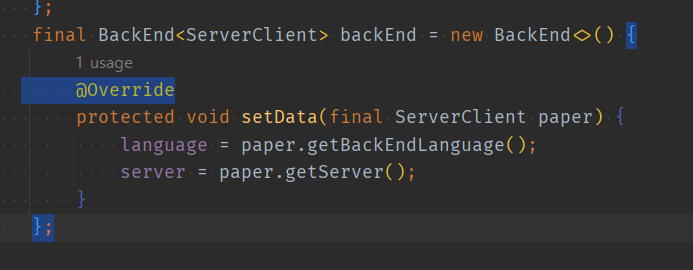 };
final BackEnd<ServerClient> backEnd = new BackEnd<>() {
1 usage
@Override
protected void setData(final ServerClient paper) {
language = paper.getBackEndLanguage();
server = paper.getServer();
}
};